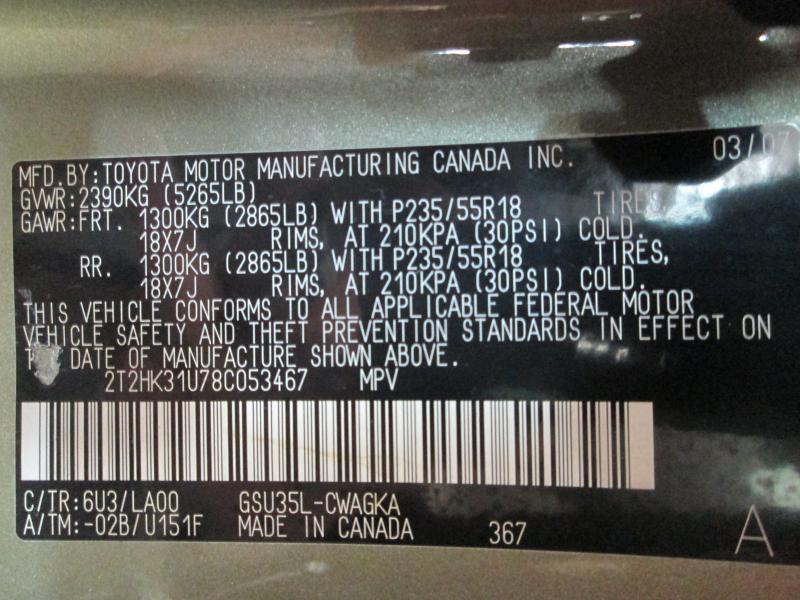 MFD. BY: TOYOTA MOTOR MANUFACTURING CANADA INC. 03/07
GVWR: 2390KG (5265LB)
GAWR: FRT. 1300KG (2865LB) WITH P235/55R18 TIRES,
18X7J RIMS, AT 210KPA (30PSI) COLD.
RR. 1300KG (2865LB) WITH P235/55R18 TIRES,
18X7J RIMS, AT 210KPA (30PSI) COLD.
THIS VEHICLE CONFORMS TO ALL APPLICABLE FEDERAL MOTOR
VEHICLE SAFETY AND THEFT PREVENTION STANDARDS IN EFFECT ON
DATE OF MANUFACTURE SHOWN ABOVE.
2T2HK31U78C053467 MPV
C/TR: 6U3/LA00 GSU35L-CWAGKA
A/TM: -02B/U151F MADE IN CANADA 367 A